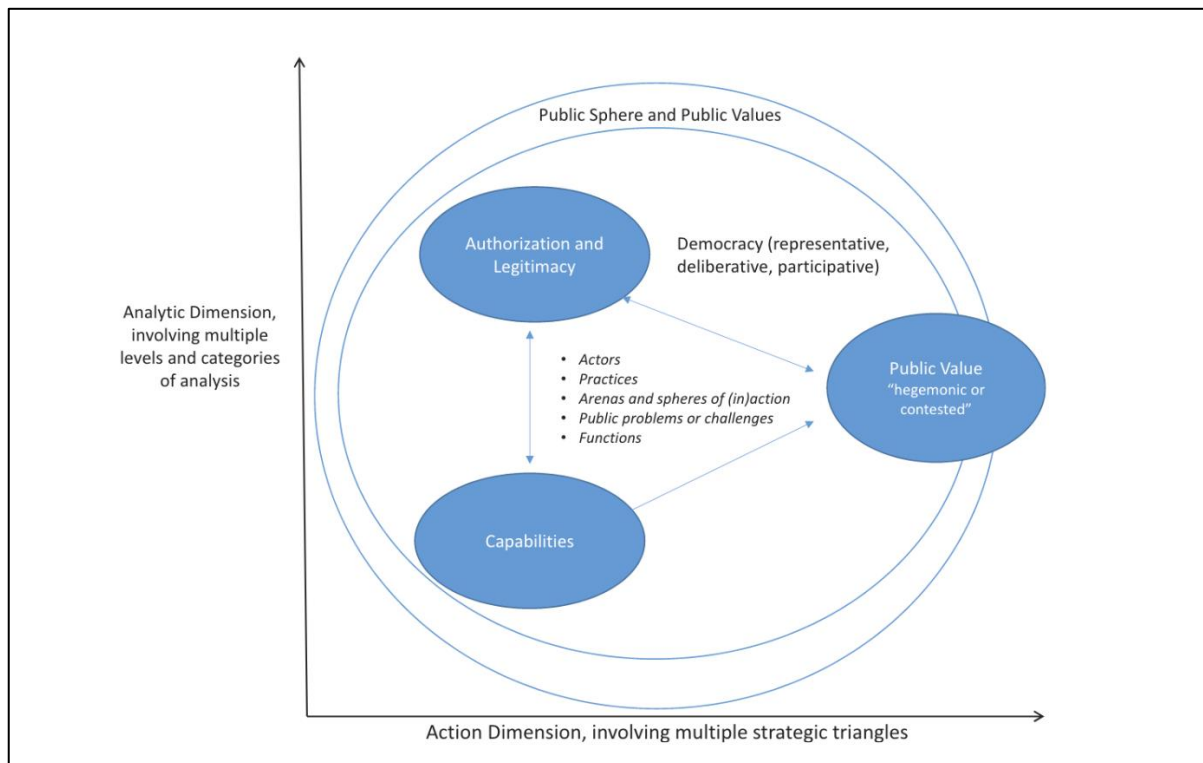 Public Sphere and Public Values
Authorization and
Legitimacy
Democracy (representative,
deliberative, participative)
Analytic Dimension,
involving multiple
levels and categories
of analysis
• Actors
• Practices
• Arenas and spheres of (in)action
• Public problems or challenges
• Functions
Public Value
“hegemonic or
contested”
Capabilities
Action Dimension, involving multiple strategic triangles